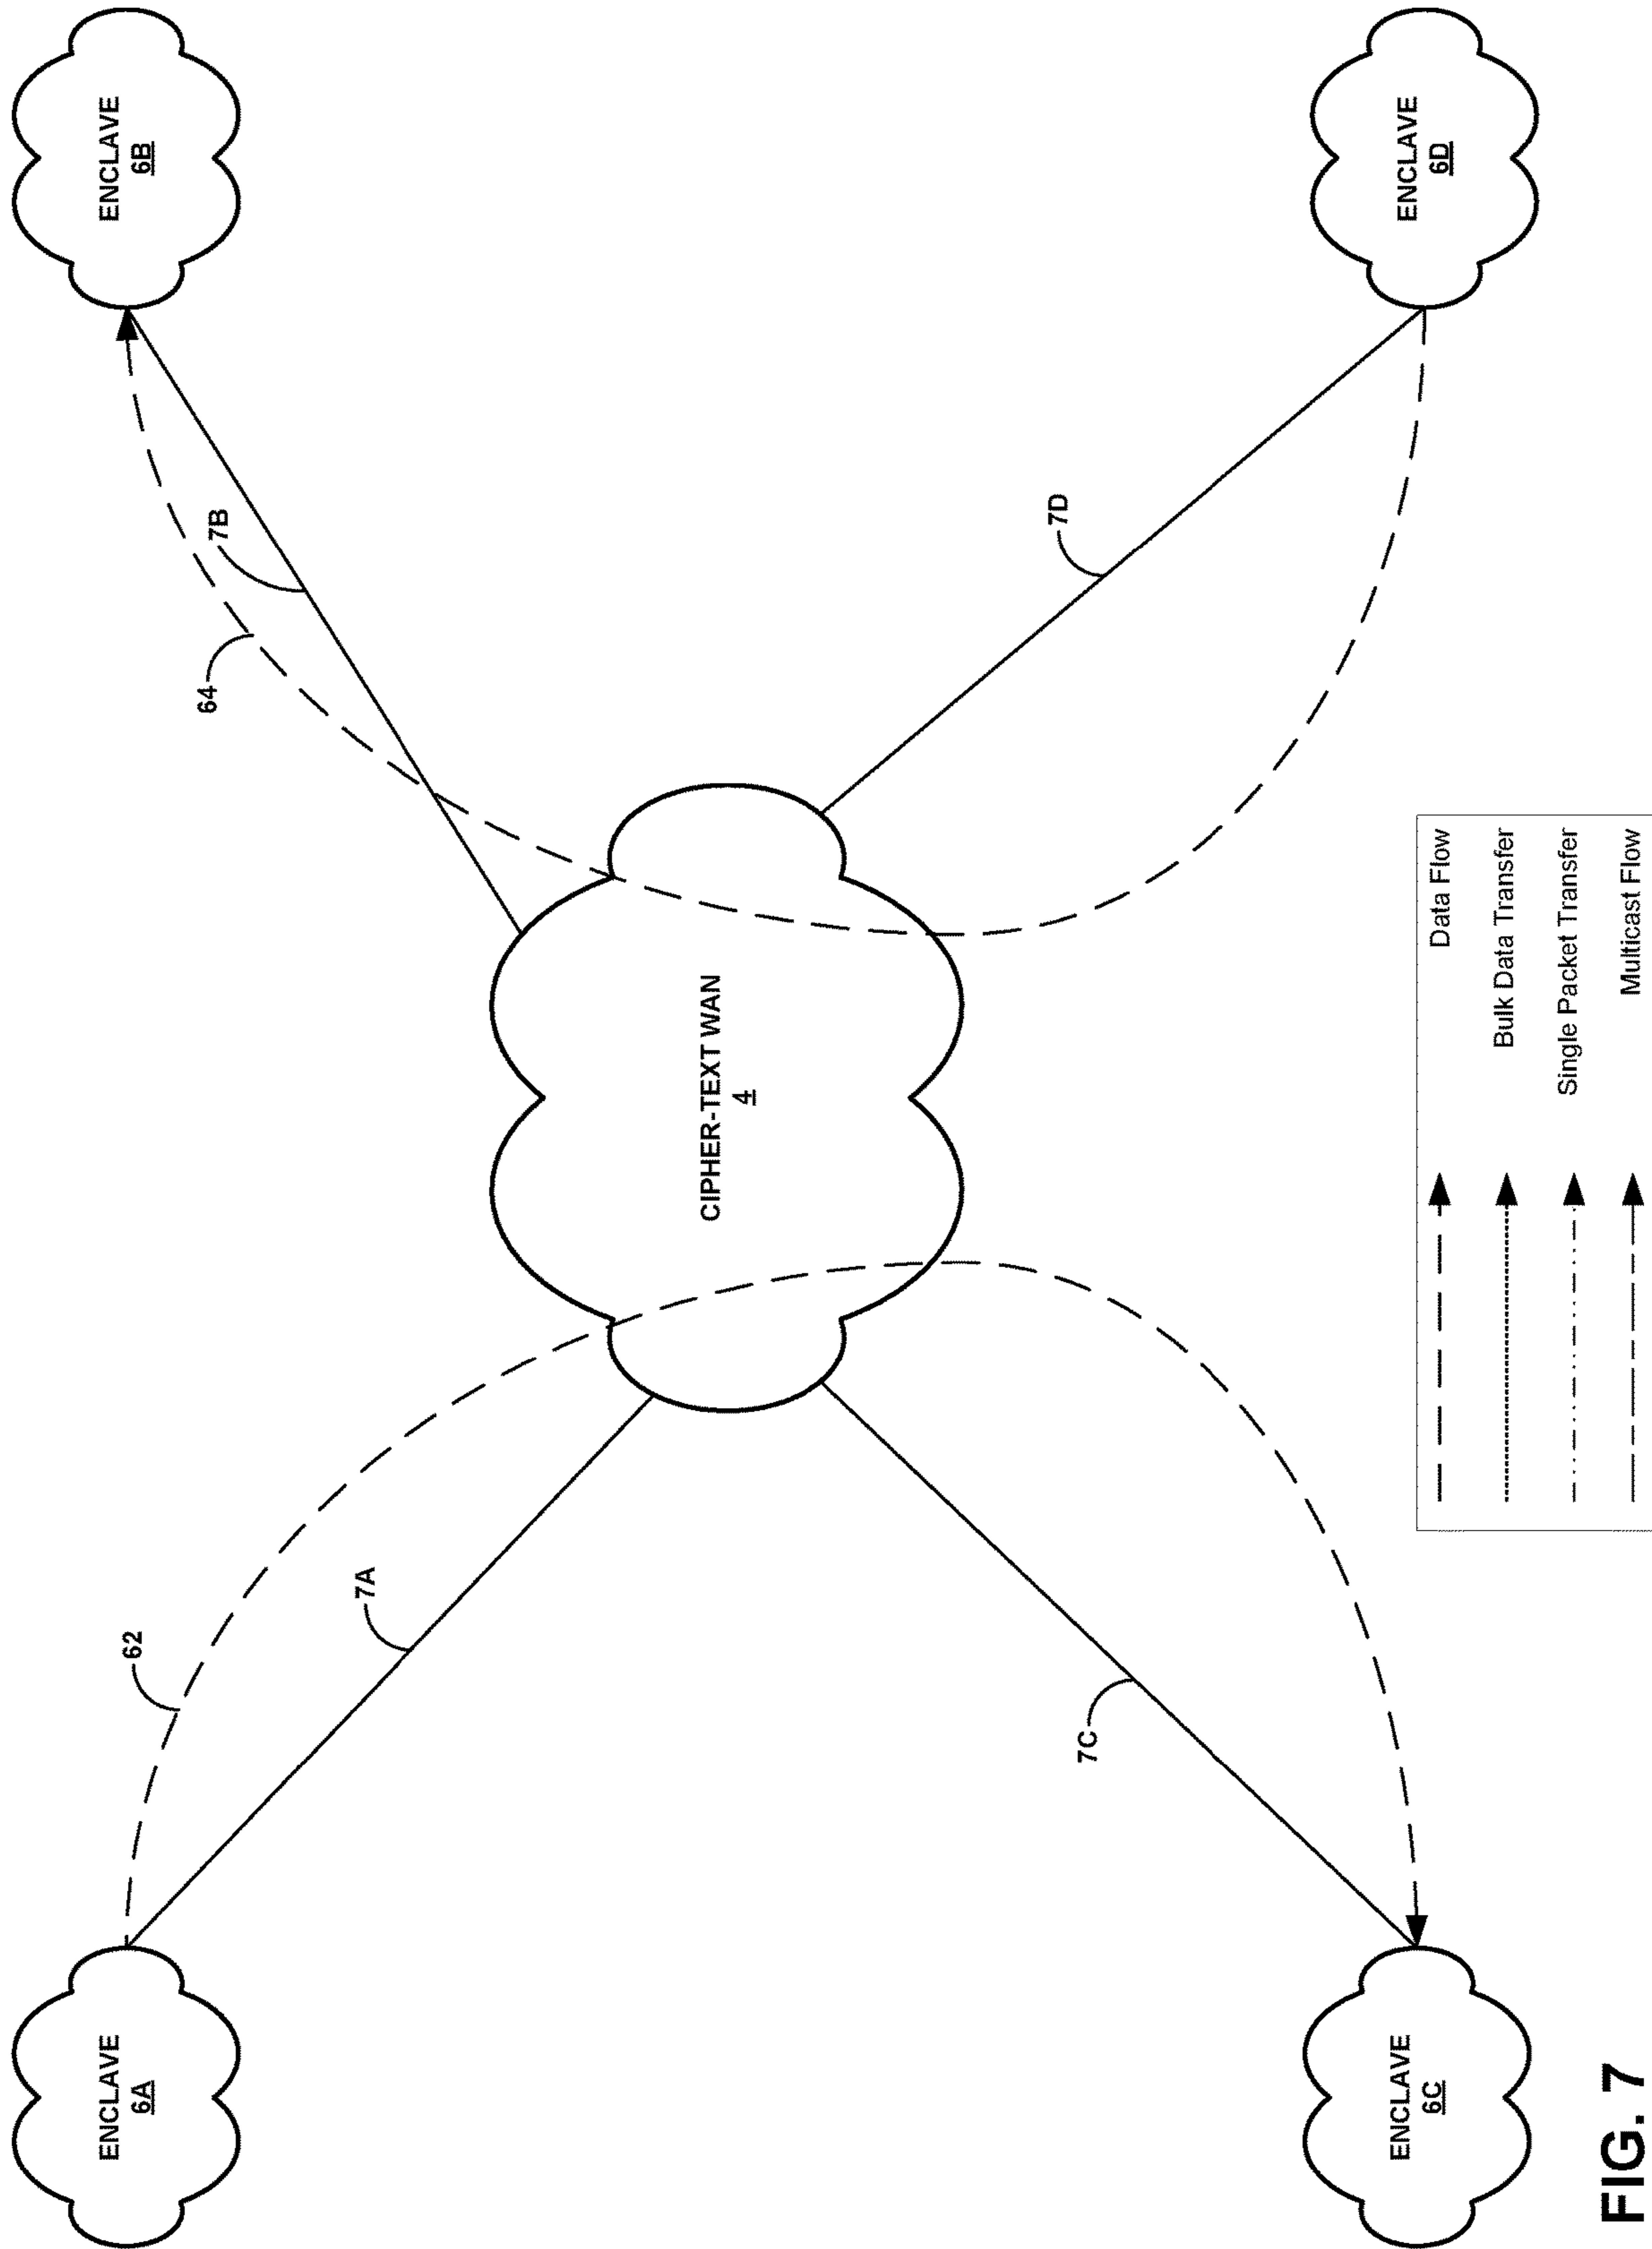 ENCLAVE
6A
ENCLAVE
6B
62
64
7A
7B
CIPHER-TEXT WAN
4
7C
7D
ENCLAVE
6C
ENCLAVE
6D
Data Flow
Bulk Data Transfer
Single Packet Transfer
Multicast Flow
FIG. 7